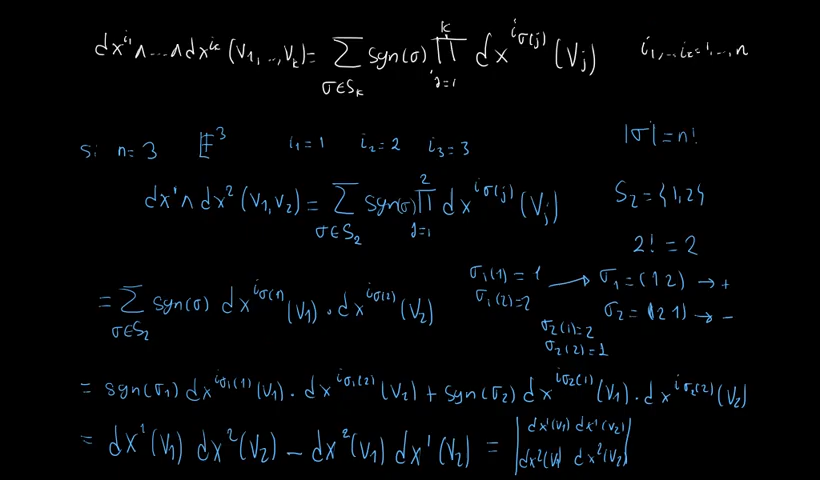 dx^{i_1} ∧ ... ∧ dx^{i_k} (V_1, ..., V_k) = ∑_{σ∈S_k} sgn(σ) ∏_{j=1}^{k} dx^{i_{σ(j)}} (V_j)    i_1, ... i_k = 1, ..., n
Si n=3    E^3    i_1=1    i_2=2    i_3=3    |σ|=n!
dx^1 ∧ dx^2 (V_1, V_2) = ∑_{σ∈S_2} sgn(σ) ∏_{j=1}^{2} dx^{i_{σ(j)}} (V_j)    S_2={1,2}
2! = 2
= ∑_{σ∈S_2} sgn(σ) dx^{i_{σ(1)}} (V_1) · dx^{i_{σ(2)}} (V_2)    σ_1(1)=1    σ_1(2)=2    → σ_1 = (1 2) → +
σ_2(1)=2    σ_2(2)=1    σ_2 = (2 1) → -
= sgn(σ_1) dx^{i_{σ_1(1)}} (V_1) · dx^{i_{σ_1(2)}} (V_2) + sgn(σ_2) dx^{i_{σ_2(1)}} (V_1) · dx^{i_{σ_2(2)}} (V_2)
= dx^1(V_1) dx^2(V_2) - dx^2(V_1) dx^1(V_2) = | dx^1(V_1) dx^1(V_2)
dx^2(V_1) dx^2(V_2) |